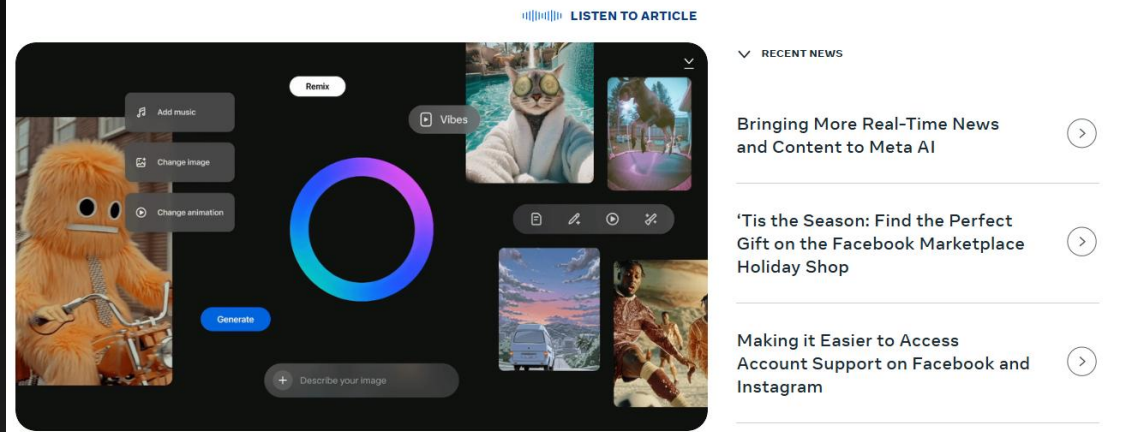 LISTEN TO ARTICLE
Remix
Add music
Vibes
Change image
Change animation
Generate
Describe your image
RECENT NEWS
Bringing More Real-Time News
and Content to Meta AI
‘Tis the Season: Find the Perfect
Gift on the Facebook Marketplace
Holiday Shop
Making it Easier to Access
Account Support on Facebook and
Instagram